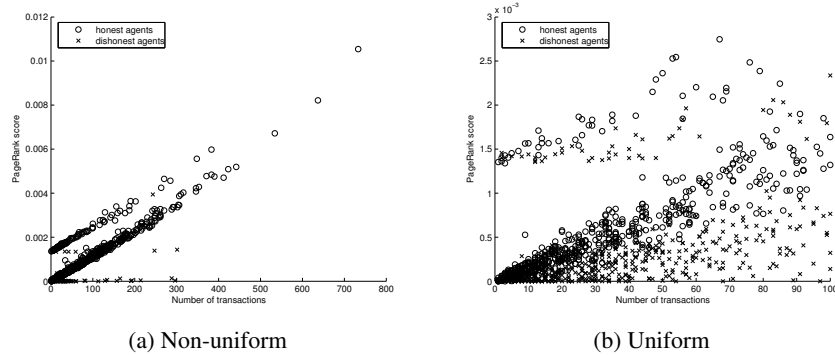 0.012
0.01
0.008
0.006
0.004
0.002
0
PageRank score
honest agents
dishonest agents
0 100 200 300 400 500 600 700 800
Number of transactions
(a) Non-uniform
x 10⁻³
3
2.5
2
1.5
1
0.5
0
PageRank score
honest agents
dishonest agents
0 10 20 30 40 50 60 70 80 90 100
Number of transactions
(b) Uniform